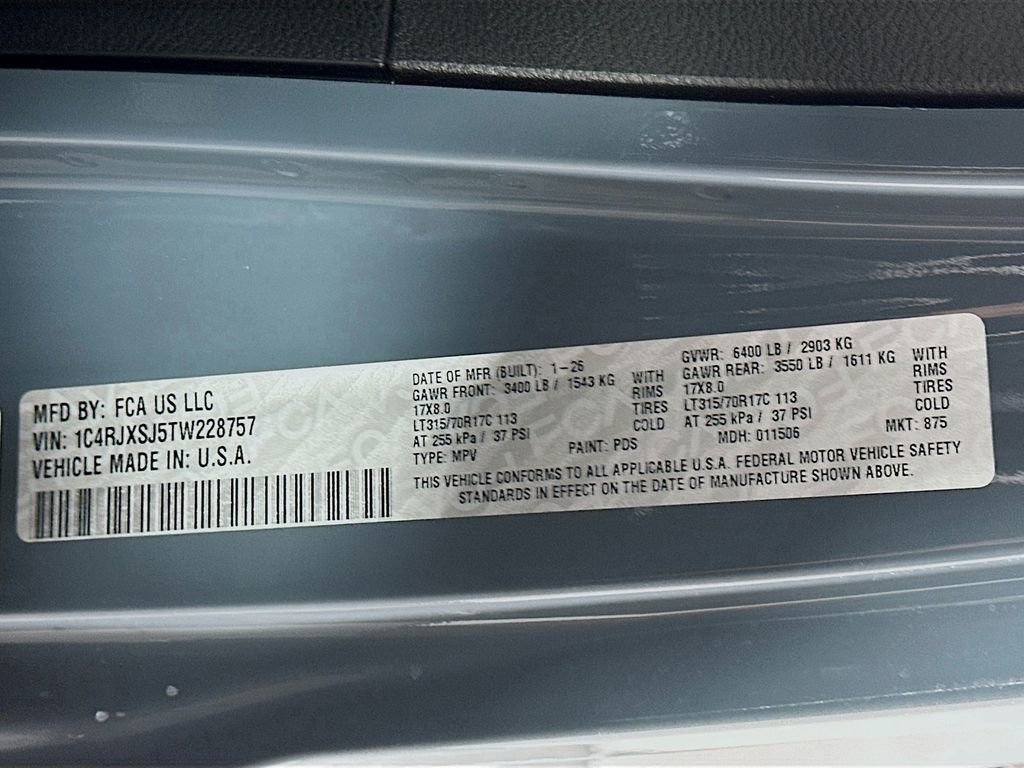 MFD BY: FCA US LLC
VIN: 1C4RJXSJ5TW228757
VEHICLE MADE IN: U.S.A.
DATE OF MFR (BUILT): 1-26
GAWR FRONT: 3400 LB / 1543 KG WITH
17X8.0 RIMS
LT315/70R17C 113 TIRES
AT 255 kPa / 37 PSI COLD
TYPE: MPV PAINT: PDS
GVWR: 6400 LB / 2903 KG
GAWR REAR: 3550 LB / 1611 KG WITH
17X8.0 RIMS
LT315/70R17C 113 TIRES
AT 255 kPa / 37 PSI COLD
MDH: 011506 MKT: 875
THIS VEHICLE CONFORMS TO ALL APPLICABLE U.S.A. FEDERAL MOTOR VEHICLE SAFETY
STANDARDS IN EFFECT ON THE DATE OF MANUFACTURE SHOWN ABOVE.